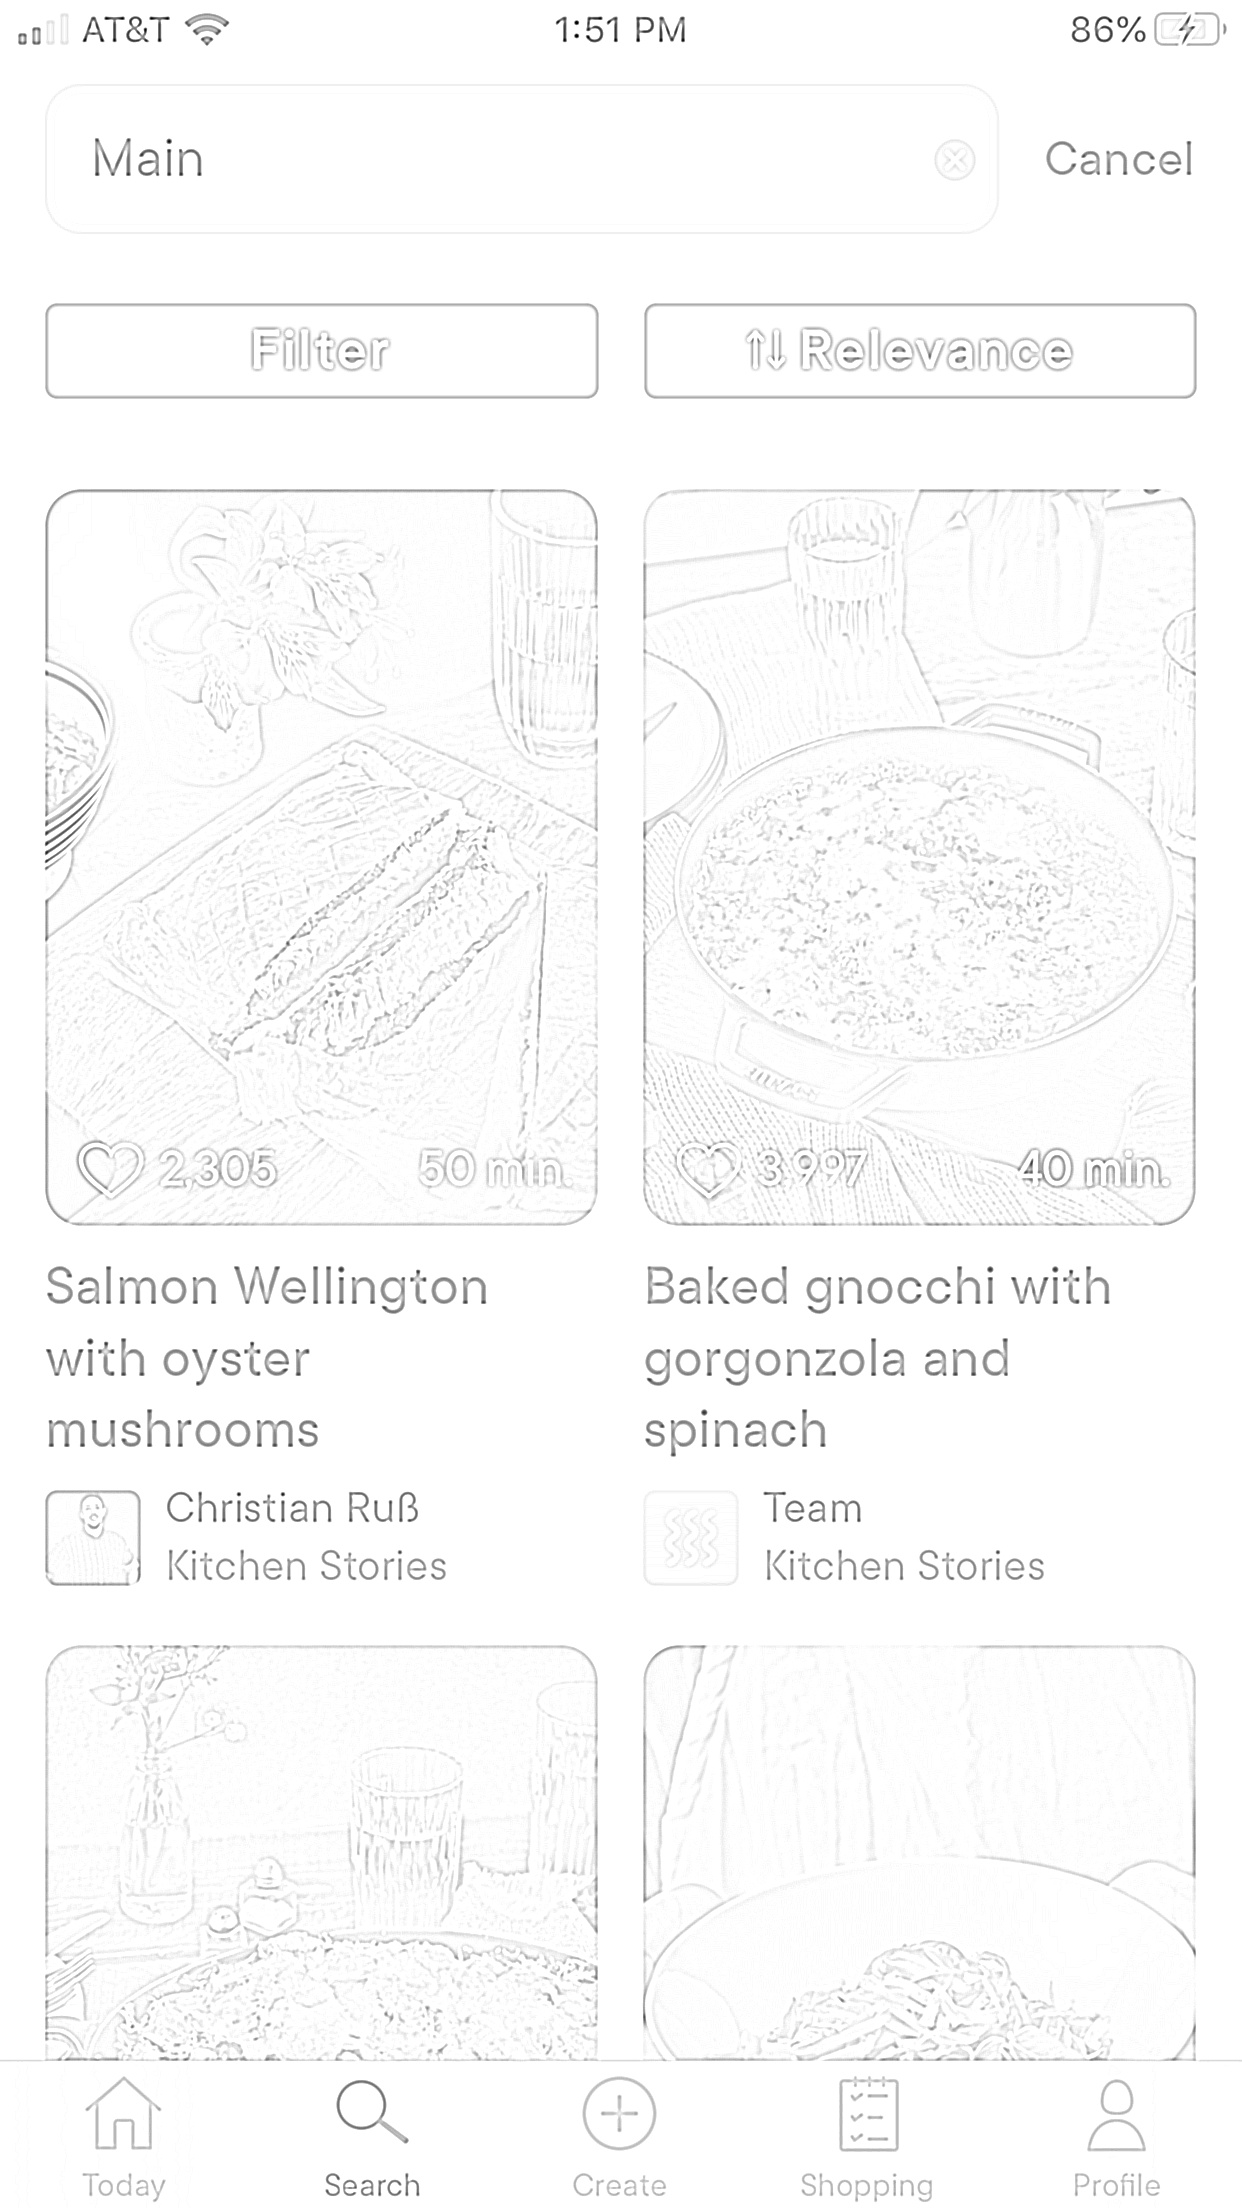 AT&T 1:51 PM 86%
Main Cancel
Filter ↑↓ Relevance
2,305 50 min. 3,997 40 min.
Salmon Wellington
with oyster
mushrooms
Baked gnocchi with
gorgonzola and
spinach
Christian Ruß
Kitchen Stories
Team
Kitchen Stories
Today Search Create Shopping Profile